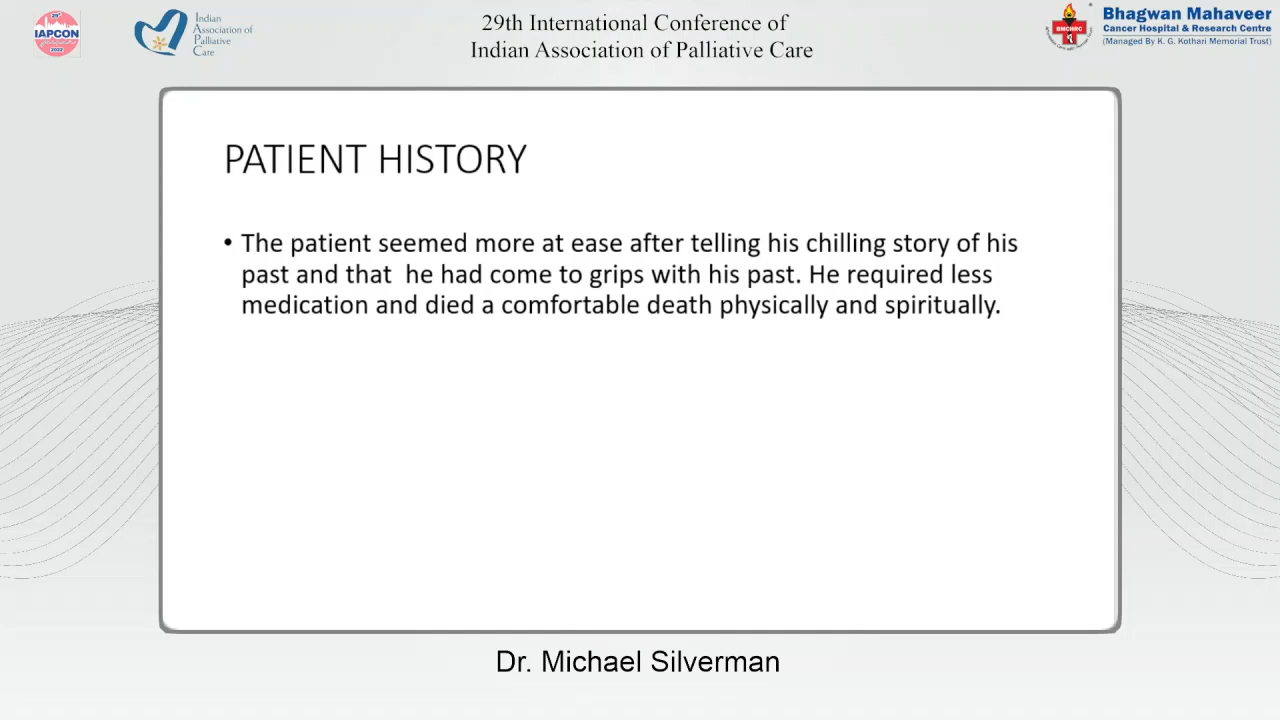 29th
IAPCON
2022
Indian
Association of
Palliative
Care
29th International Conference of
Indian Association of Palliative Care
BMCHRC
Bhagwan Mahaveer
Cancer Hospital & Research Centre
(Managed By K. G. Kothari Memorial Trust)
PATIENT HISTORY
• The patient seemed more at ease after telling his chilling story of his
past and that  he had come to grips with his past. He required less
medication and died a comfortable death physically and spiritually.
Dr. Michael Silverman